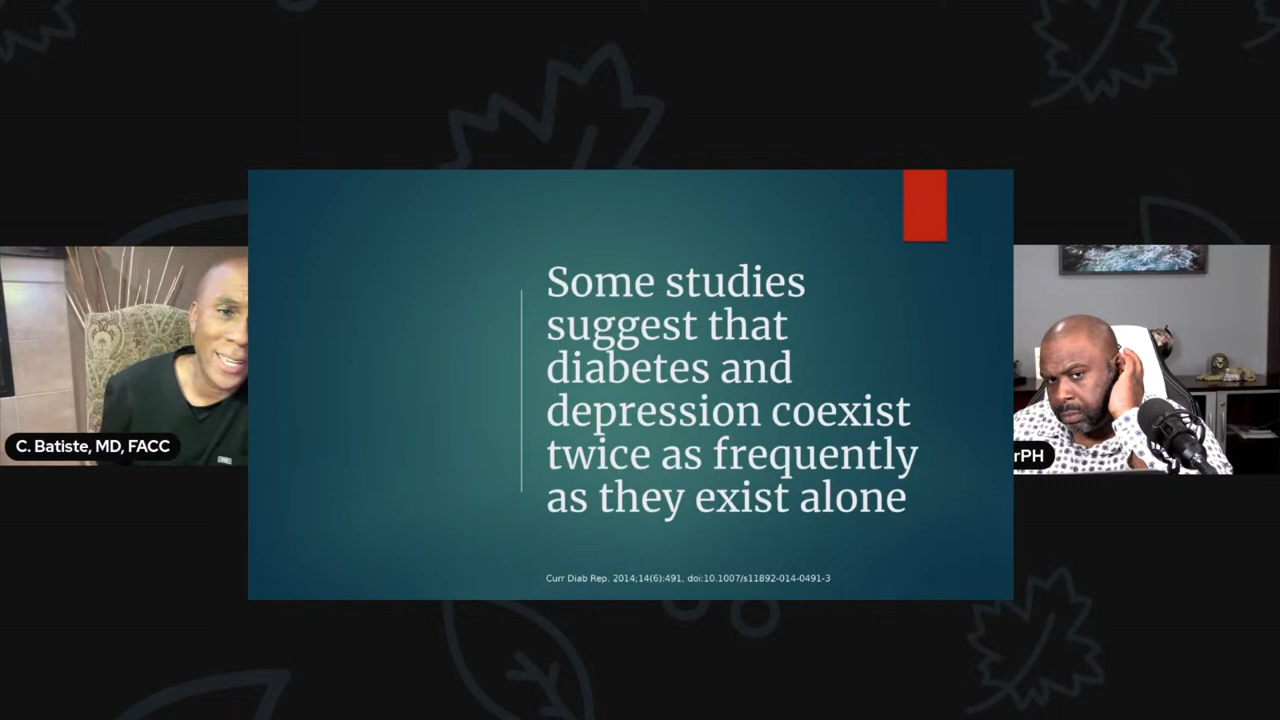 Some studies
suggest that
diabetes and
depression coexist
twice as frequently
as they exist alone
Curr Diab Rep. 2014;14(6):491, doi:10.1007/s11892-014-0491-3
C. Batiste, MD, FACC
rPH